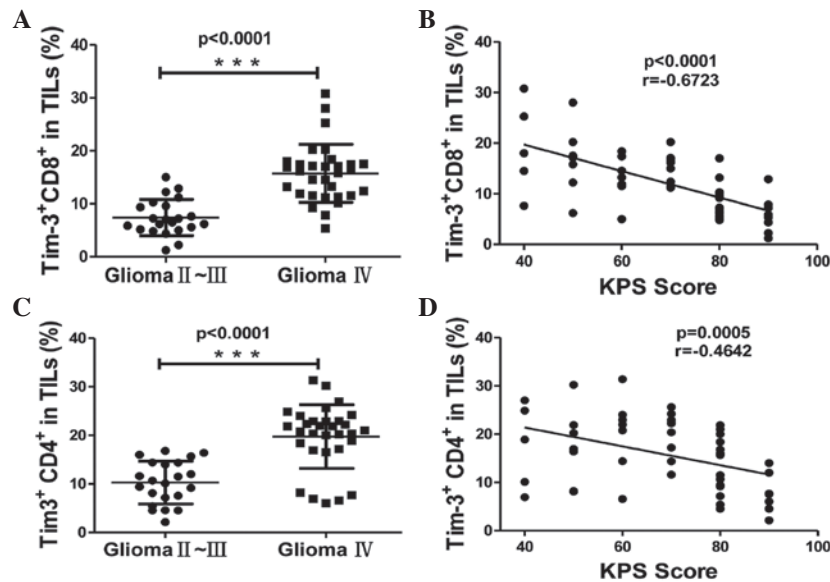 A
p<0.0001
***
Tim-3+CD8+ in TILs (%)
40
30
20
10
0
Glioma Ⅱ~Ⅲ
Glioma Ⅳ
B
p<0.0001
r=-0.6723
Tim-3+CD8+ in TILs (%)
40
30
20
10
0
40
60
80
100
KPS Score
C
p<0.0001
***
Tim3+ CD4+ in TILs (%)
40
30
20
10
0
Glioma Ⅱ~Ⅲ
Glioma Ⅳ
D
p=0.0005
r=-0.4642
Tim-3+ CD4+ in TILs (%)
40
30
20
10
0
40
60
80
100
KPS Score